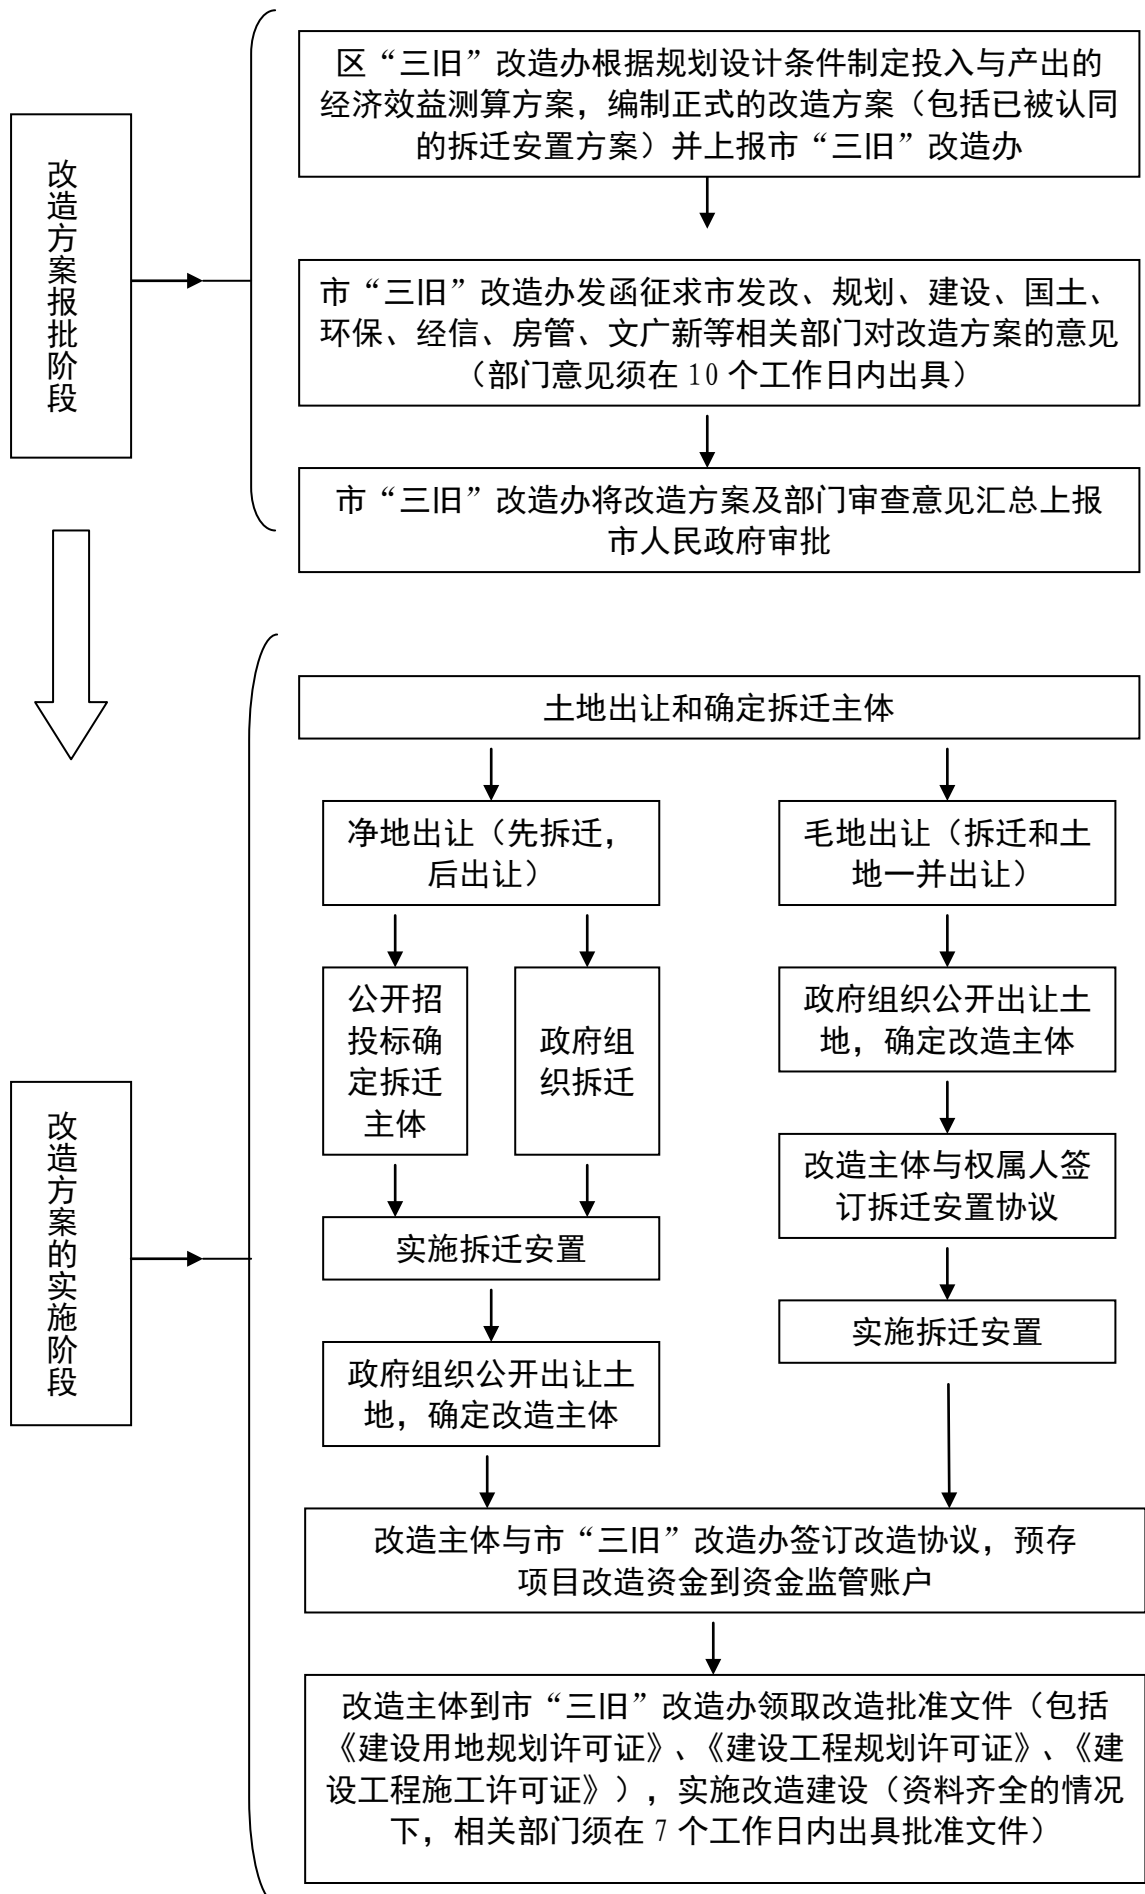 改造方案报批阶段
区“三旧”改造办根据规划设计条件制定投入与产出的
经济效益测算方案，编制正式的改造方案（包括已被认同
的拆迁安置方案）并上报市“三旧”改造办
市“三旧”改造办发函征求市发改、规划、建设、国土、
环保、经信、房管、文广新等相关部门对改造方案的意见
（部门意见须在 10 个工作日内出具）
市“三旧”改造办将改造方案及部门审查意见汇总上报
市人民政府审批
改造方案的实施阶段
土地出让和确定拆迁主体
净地出让（先拆迁，
后出让）
公开招
投标确
定拆迁
主体
政府组
织拆迁
实施拆迁安置
政府组织公开出让土
地，确定改造主体
毛地出让（拆迁和土
地一并出让）
政府组织公开出让土
地，确定改造主体
改造主体与权属人签
订拆迁安置协议
实施拆迁安置
改造主体与市“三旧”改造办签订改造协议，预存
项目改造资金到资金监管账户
改造主体到市“三旧”改造办领取改造批准文件（包括
《建设用地规划许可证》、《建设工程规划许可证》、《建
设工程施工许可证》），实施改造建设（资料齐全的情况
下，相关部门须在 7 个工作日内出具批准文件）